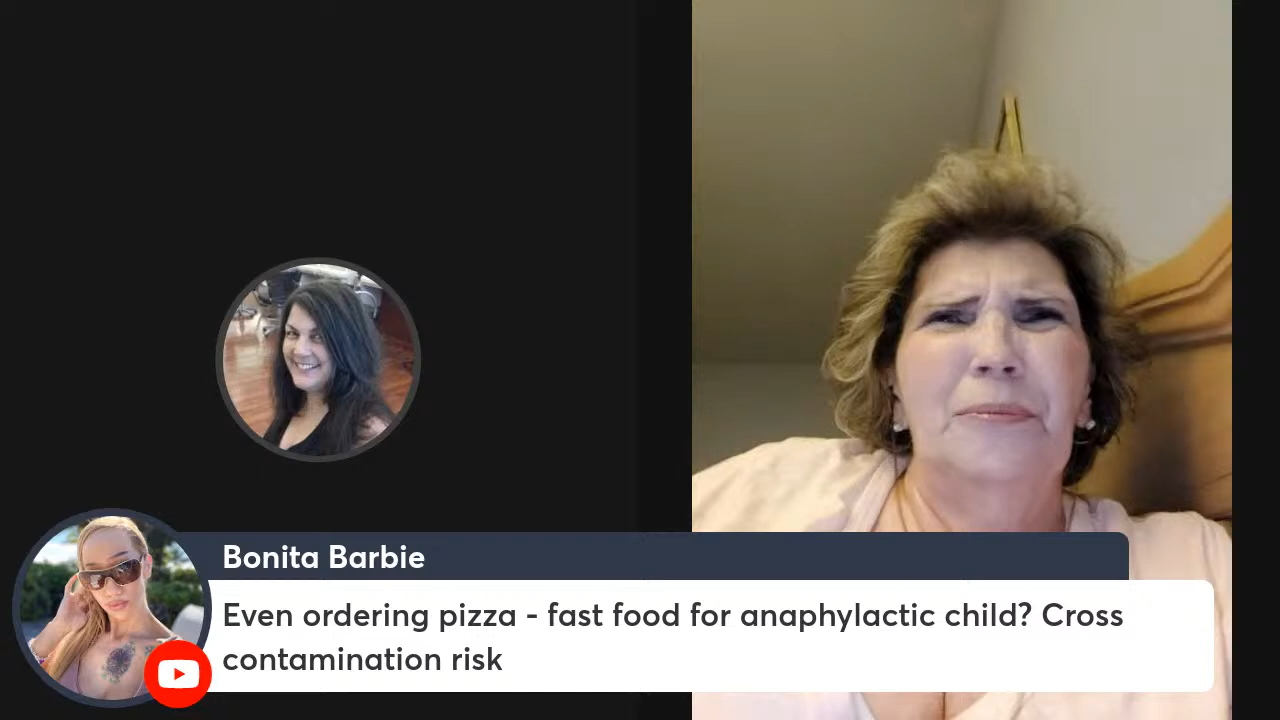 Bonita Barbie
Even ordering pizza - fast food for anaphylactic child? Cross
contamination risk